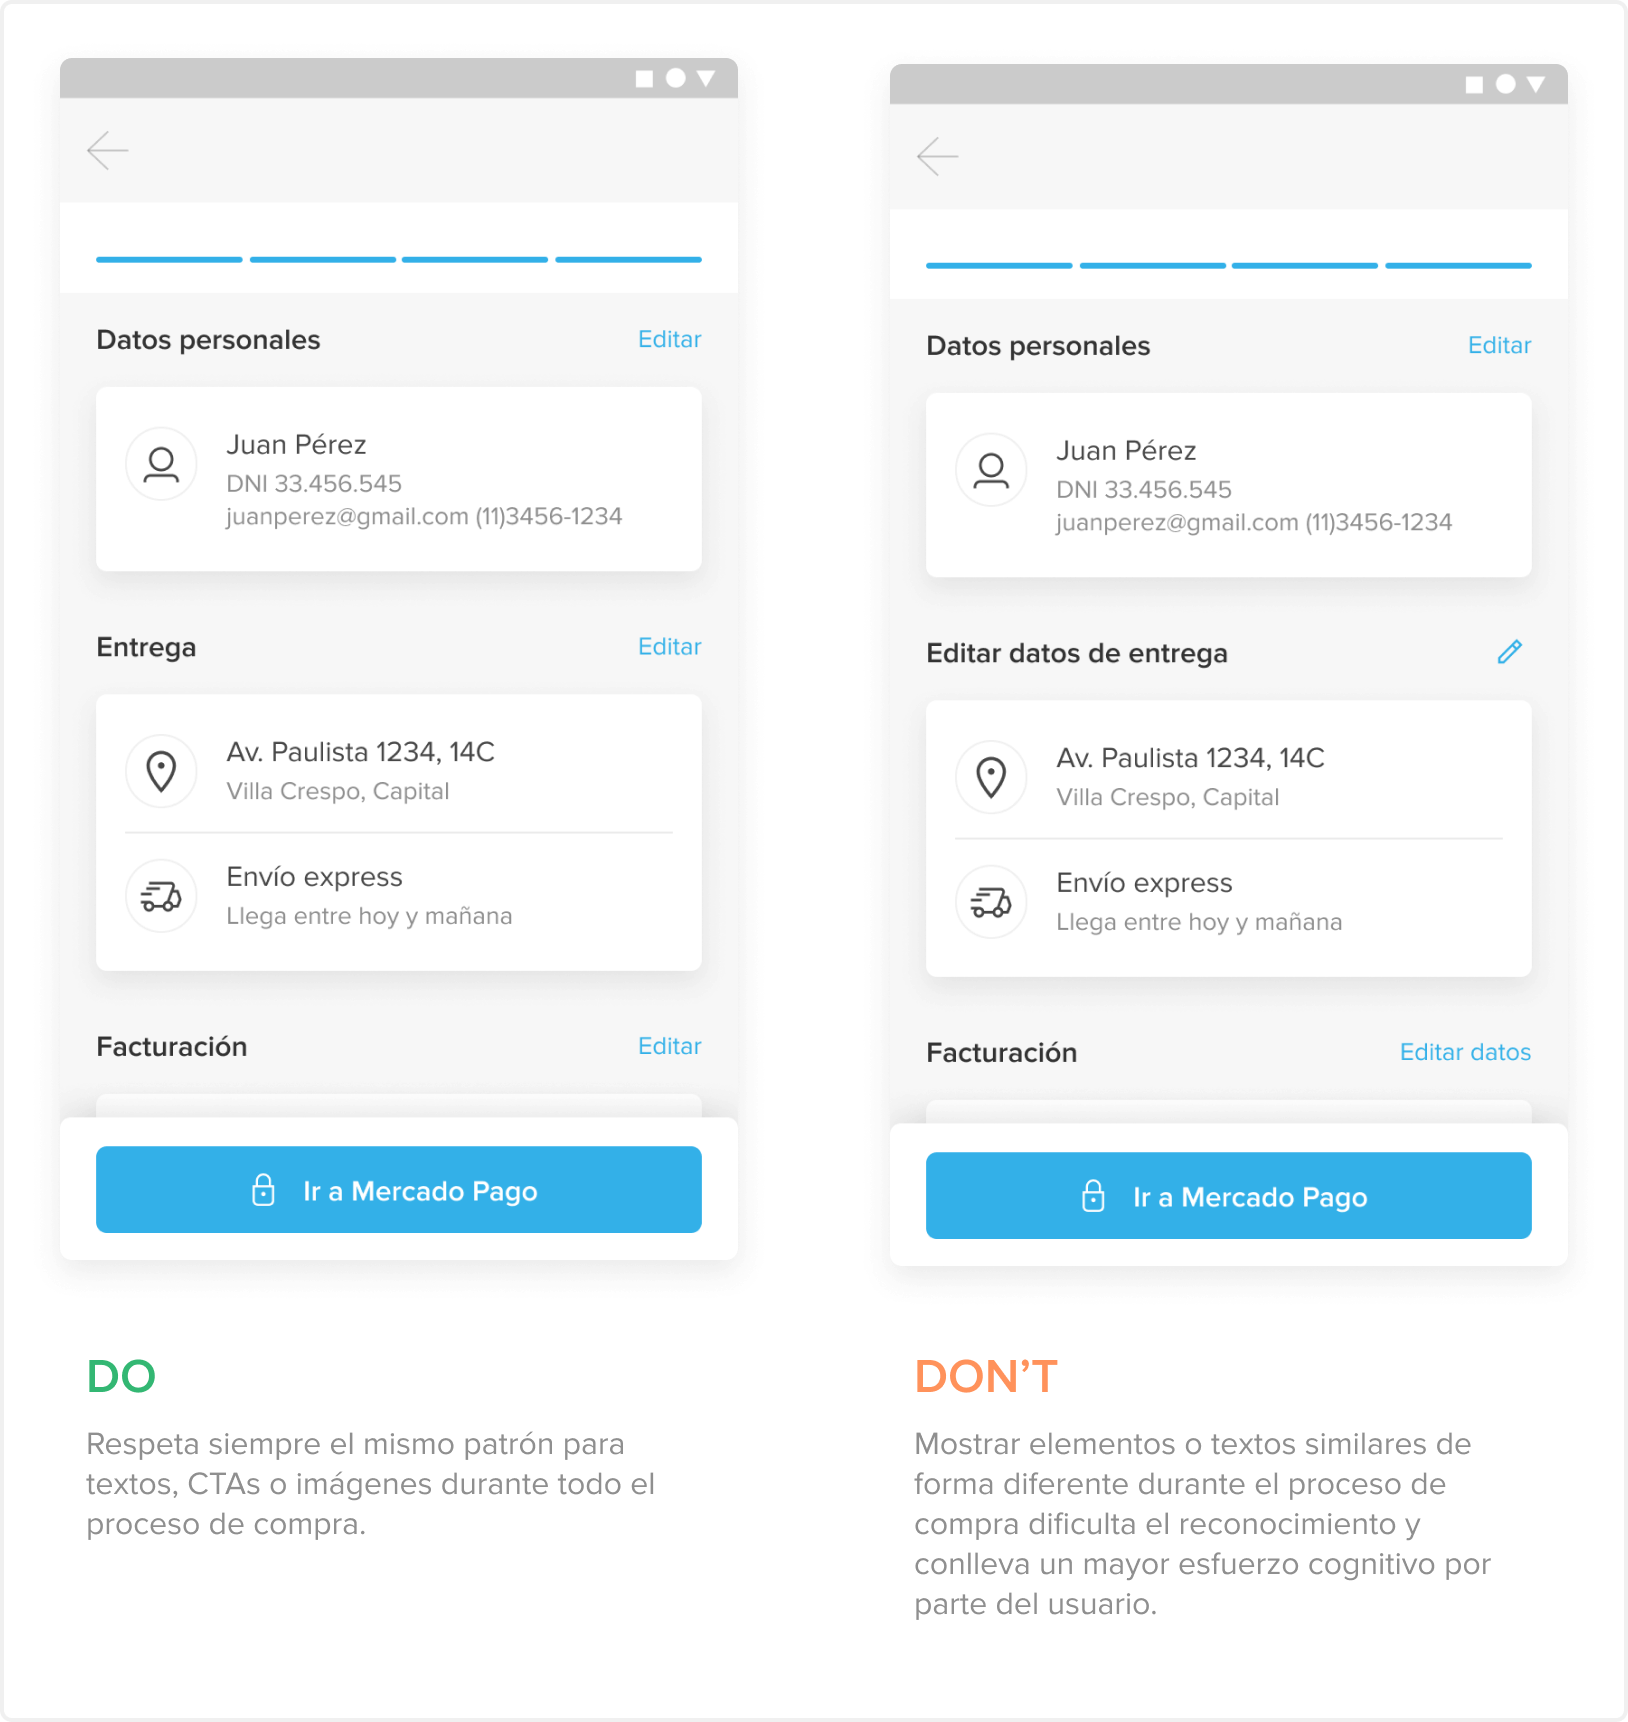 Datos personales
Editar
Juan Pérez
DNI 33.456.545
juanperez@gmail.com (11)3456-1234
Entrega
Editar
Av. Paulista 1234, 14C
Villa Crespo, Capital
Envío express
Llega entre hoy y mañana
Facturación
Editar
Ir a Mercado Pago
DO
Respeta siempre el mismo patrón para
textos, CTAs o imágenes durante todo el
proceso de compra.
Datos personales
Editar
Juan Pérez
DNI 33.456.545
juanperez@gmail.com (11)3456-1234
Editar datos de entrega
Av. Paulista 1234, 14C
Villa Crespo, Capital
Envío express
Llega entre hoy y mañana
Facturación
Editar datos
Ir a Mercado Pago
DON’T
Mostrar elementos o textos similares de
forma diferente durante el proceso de
compra dificulta el reconocimiento y
conlleva un mayor esfuerzo cognitivo por
parte del usuario.